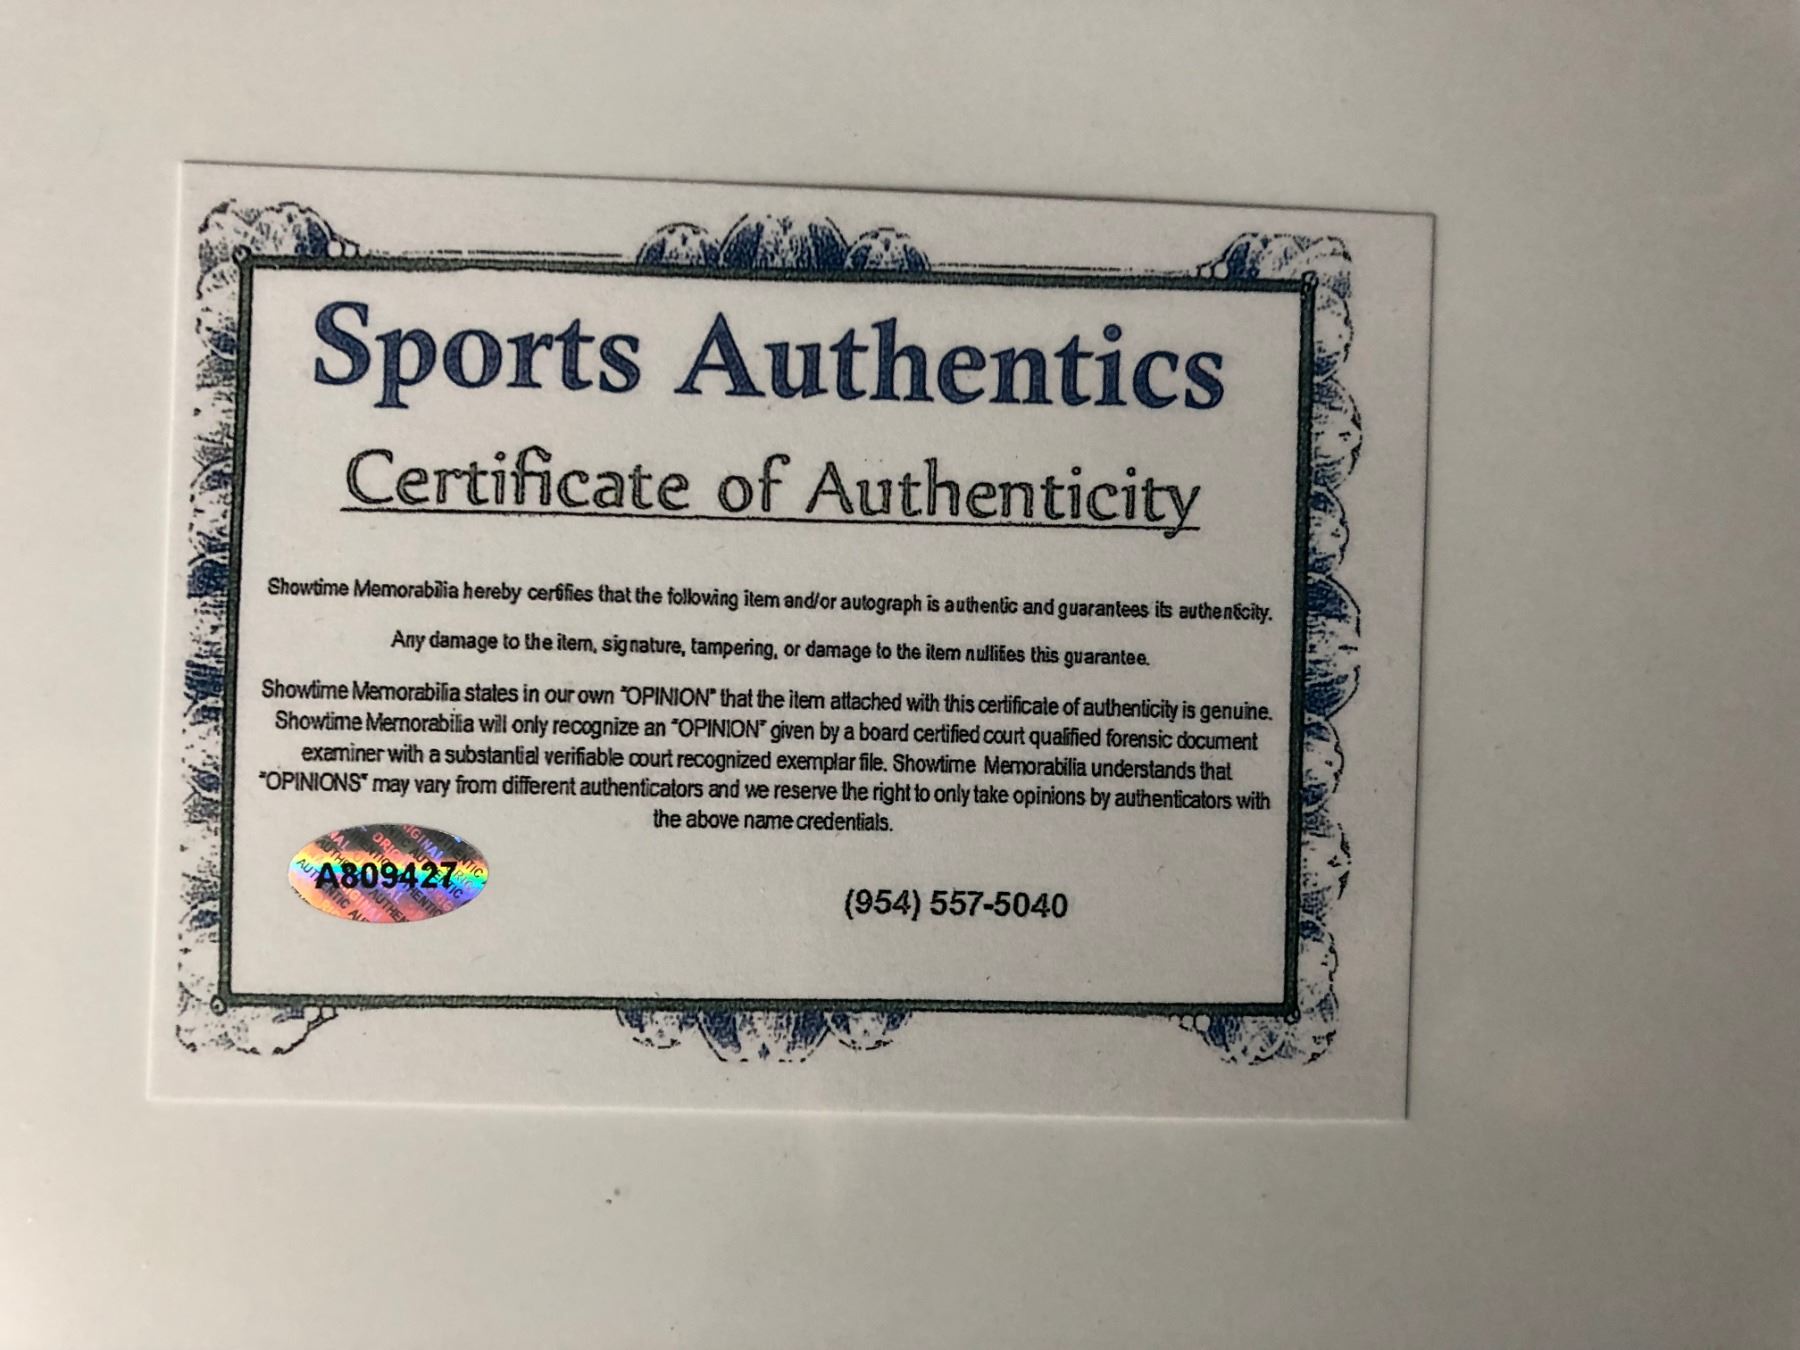 Sports Authentics
Certificate of Authenticity
Showtime Memorabilia hereby certifies that the following item and/or autograph is authentic and guarantees its authenticity.
Any damage to the item, signature, tampering, or damage to the item nullifies this guarantee.
Showtime Memorabilia states in our own "OPINION" that the item attached with this certificate of authenticity is genuine.
Showtime Memorabilia will only recognize an "OPINION" given by a board certified court qualified forensic document
examiner with a substantial verifiable court recognized exemplar file. Showtime Memorabilia understands that
"OPINIONS" may vary from different authenticators and we reserve the right to only take opinions by authenticators with
the above name credentials.
A809427
(954) 557-5040